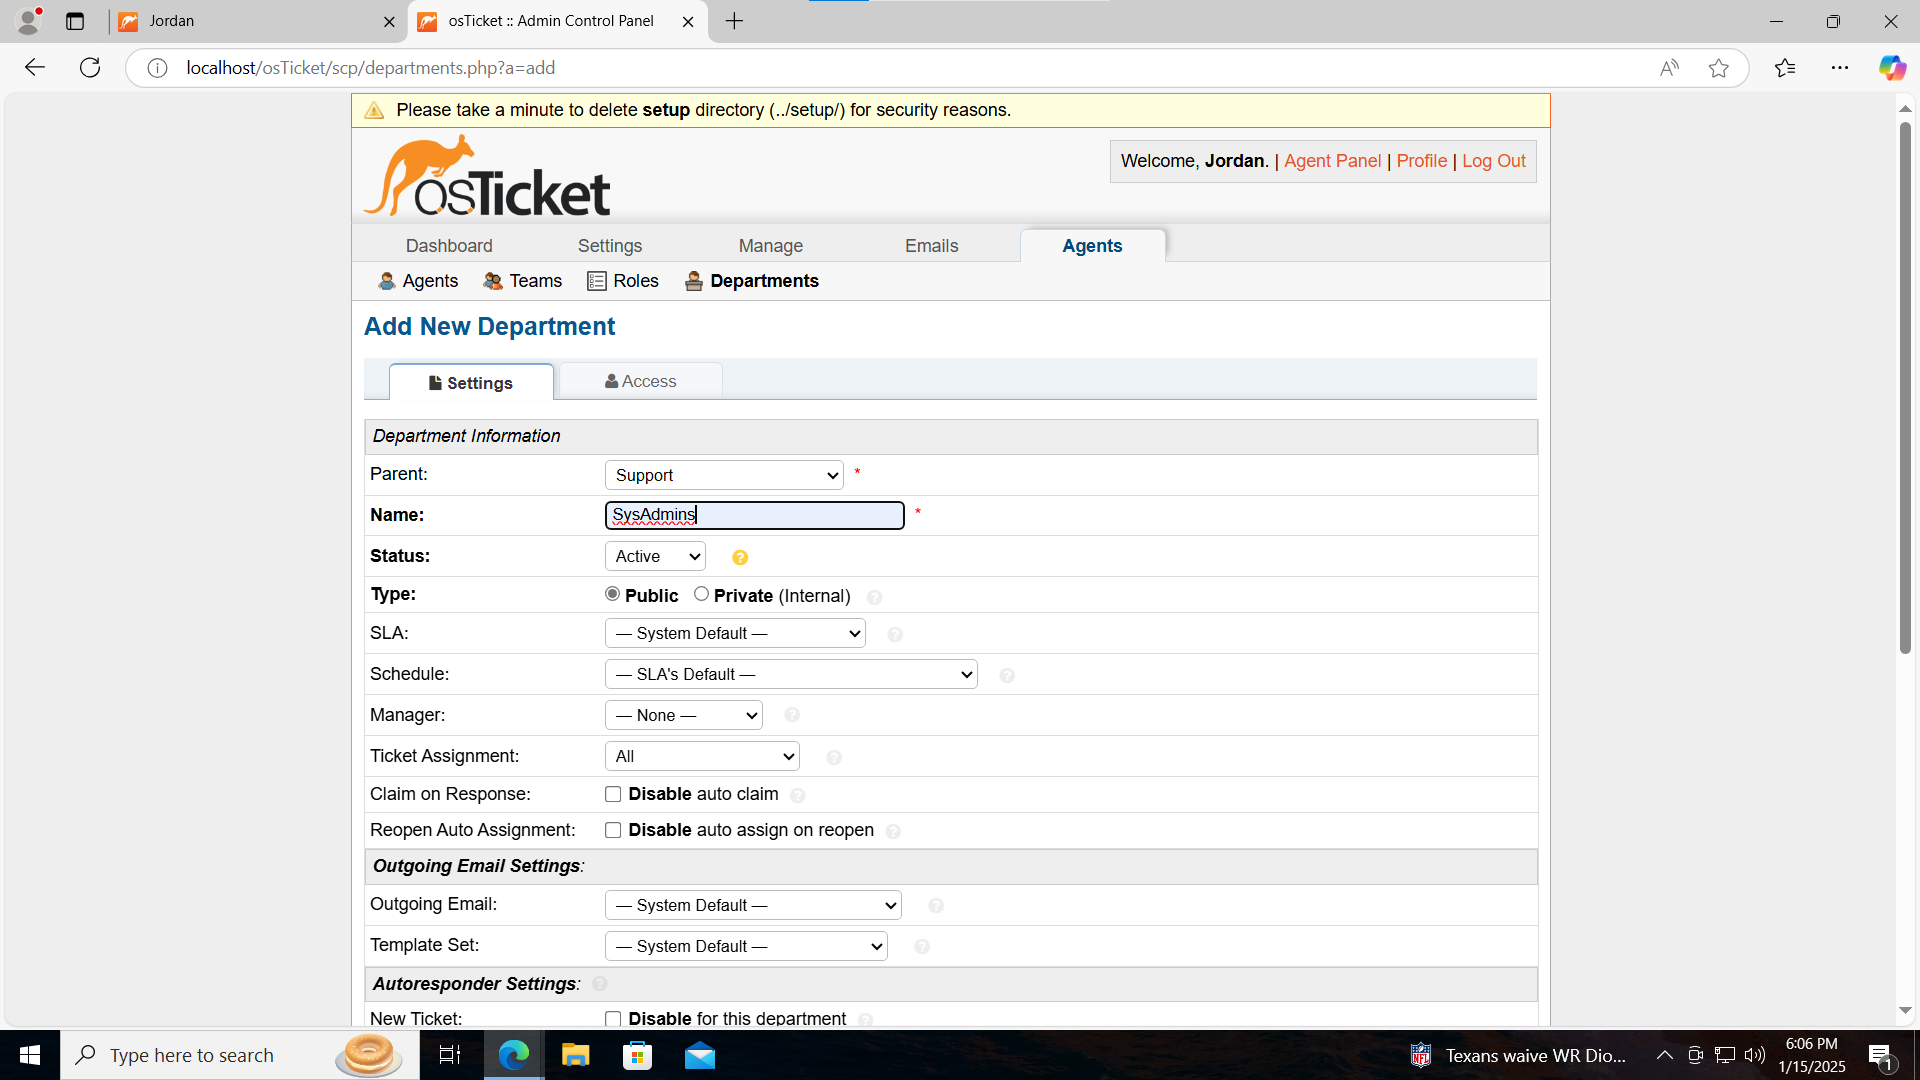 Jordan
osTicket :: Admin Control Panel
localhost/osTicket/scp/departments.php?a=add
Please take a minute to delete setup directory (../setup/) for security reasons.
osTicket
Welcome, Jordan. | Agent Panel | Profile | Log Out
Dashboard Settings Manage Emails Agents
Agents Teams Roles Departments
Add New Department
Settings Access
Department Information
Parent: Support *
Name: SysAdmins *
Status: Active ?
Type: Public Private (Internal) ?
SLA: — System Default — ?
Schedule: — SLA's Default — ?
Manager: — None — ?
Ticket Assignment: All ?
Claim on Response: Disable auto claim ?
Reopen Auto Assignment: Disable auto assign on reopen ?
Outgoing Email Settings:
Outgoing Email: — System Default — ?
Template Set: — System Default — ?
Autoresponder Settings: ?
New Ticket: Disable for this department ?
Type here to search
NFL
Texans waive WR Dio...
6:06 PM
1/15/2025
1